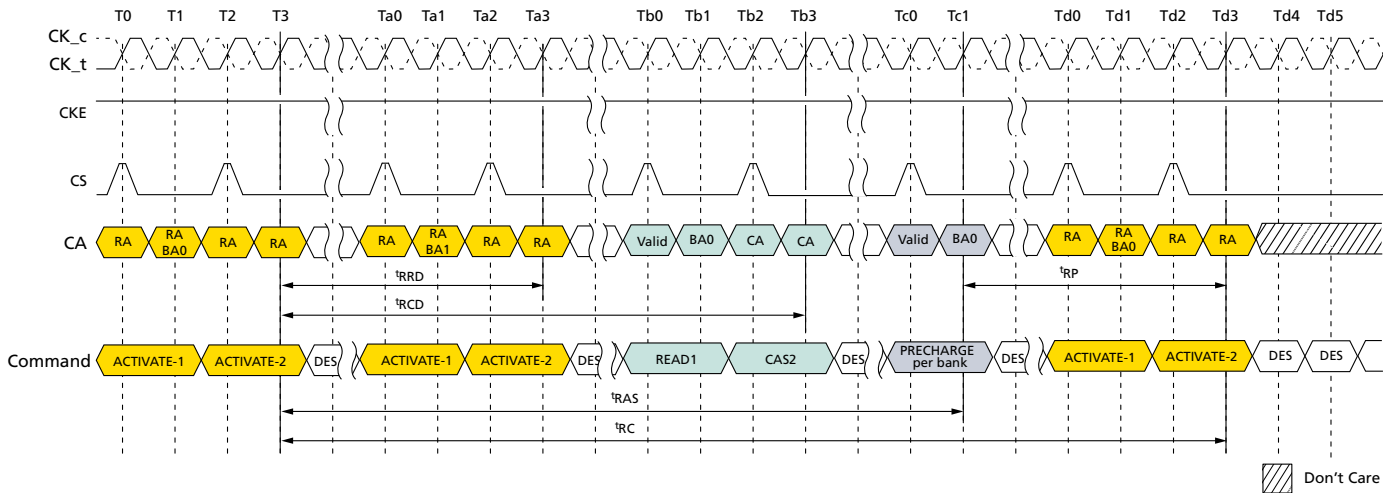 T0 T1 T2 T3 Ta0 Ta1 Ta2 Ta3 Tb0 Tb1 Tb2 Tb3 Tc0 Tc1 Td0 Td1 Td2 Td3 Td4 Td5
CK_c
CK_t
CKE
CS
CA RA RA BA0 RA RA RA RA BA1 RA RA Valid BA0 CA CA Valid BA0 RA RA BA0 RA RA
tRRD tRP
tRCD
Command ACTIVATE-1 ACTIVATE-2 DES ACTIVATE-1 ACTIVATE-2 DES READ1 CAS2 DES PRECHARGE per bank DES ACTIVATE-1 ACTIVATE-2 DES DES
tRAS
tRC
Don't Care